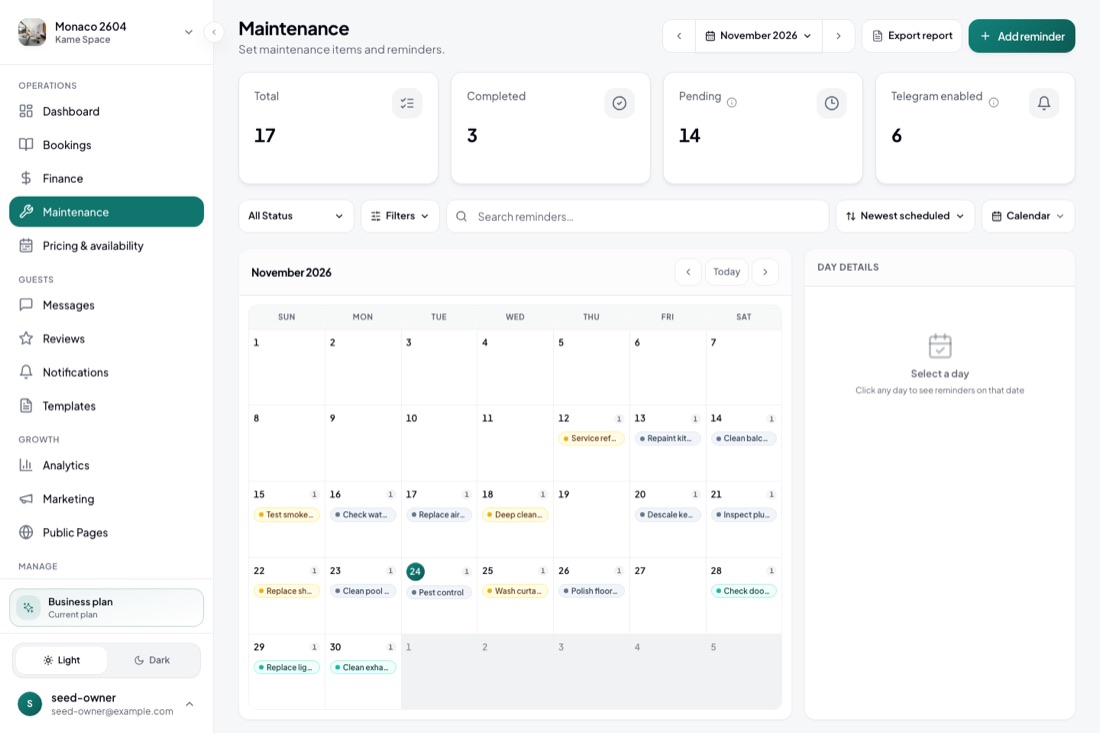 Monaco 2604
Kame Space
OPERATIONS
Dashboard
Bookings
Finance
Maintenance
Pricing & availability
GUESTS
Messages
Reviews
Notifications
Templates
GROWTH
Analytics
Marketing
Public Pages
MANAGE
Business plan
Current plan
Light
Dark
S
seed-owner
seed-owner@example.com
Maintenance
Set maintenance items and reminders.
November 2026
Export report
Add reminder
Total
17
Completed
3
Pending
14
Telegram enabled
6
All Status
Filters
Search reminders...
Newest scheduled
Calendar
November 2026
Today
SUN MON TUE WED THU FRI SAT
1 2 3 4 5 6 7
8 9 10 11 12 1 13 1 14 1
Service ref... Repaint kit... Clean balc...
15 1 16 1 17 1 18 1 19 20 1 21 1
Test smoke... Check wat... Replace air... Deep clean... Descale ke... Inspect plu...
22 1 23 1 24 1 25 1 26 1 27 28 1
Replace sh... Clean pool ... Pest control Wash curta... Polish floor... Check doo...
29 1 30 1 1 2 3 4 5
Replace lig... Clean exha...
DAY DETAILS
Select a day
Click any day to see reminders on that date